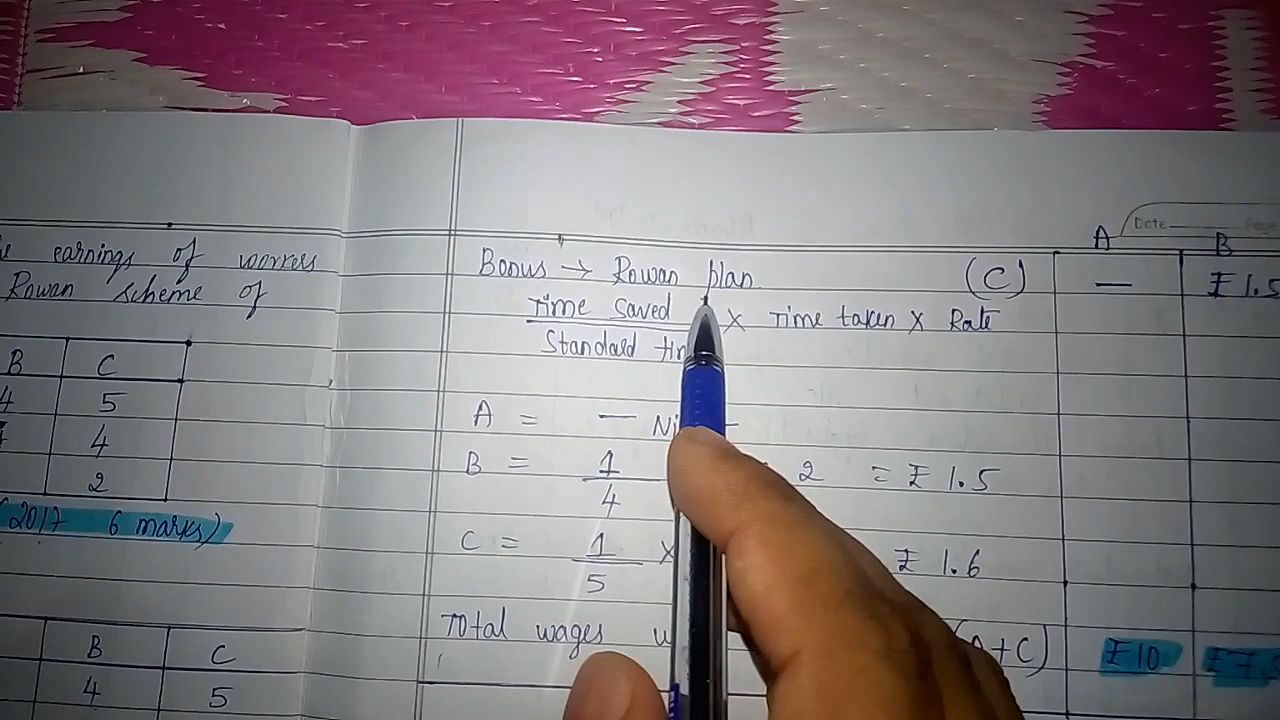 earnings of workers
Rowan scheme of
B C
4 5
4
2
(2017 6 marks)
B C
4 5
Date
A B
Bonus → Rowan plan (C) — ₹1.5
Time saved × Time taken × Rate
Standard
A = —
B = 1/4 2 = ₹ 1.5
C = 1/5 × ₹ 1.6
Total wages +C) ₹10